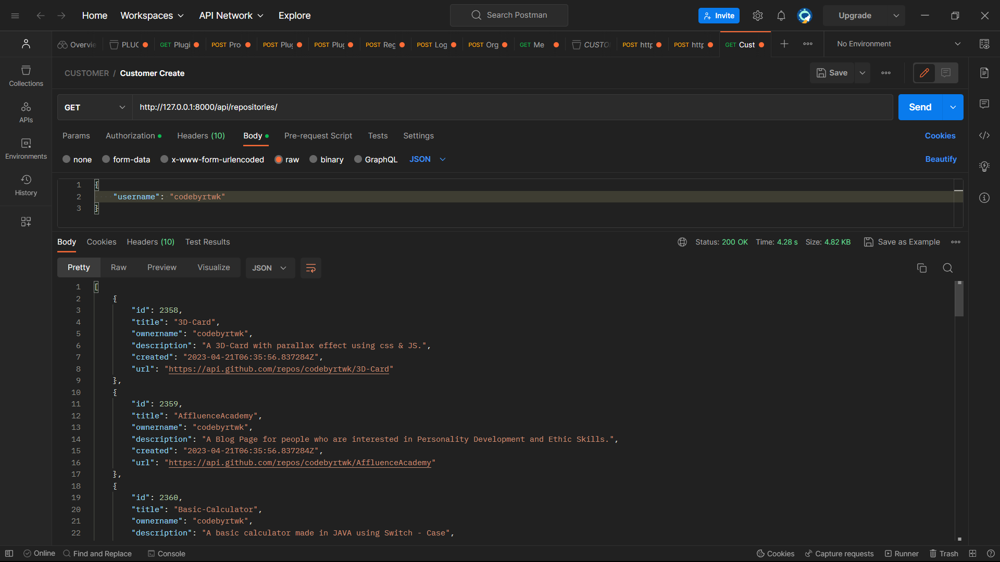 Home Workspaces API Network Explore Search Postman Invite Upgrade
Overvie PLUG GET Plugi POST Pro POST Plug POST Plug POST Reg POST Log POST Org GET Me CUSTO POST http POST http GET Cust No Environment
CUSTOMER / Customer Create Save
Collections
APIs
Environments
History
GET http://127.0.0.1:8000/api/repositories/ Send
Params Authorization Headers (10) Body Pre-request Script Tests Settings Cookies
none form-data x-www-form-urlencoded raw binary GraphQL JSON Beautify
1 {
2 "username": "codebyrtwk"
3 }
Body Cookies Headers (10) Test Results Status: 200 OK Time: 4.28 s Size: 4.82 KB Save as Example
Pretty Raw Preview Visualize JSON
1 [
2 {
3 "id": 2358,
4 "title": "3D-Card",
5 "ownername": "codebyrtwk",
6 "description": "A 3D-Card with parallax effect using css & JS.",
7 "created": "2023-04-21T06:35:56.837284Z",
8 "url": "https://api.github.com/repos/codebyrtwk/3D-Card"
9 },
10 {
11 "id": 2359,
12 "title": "AffluenceAcademy",
13 "ownername": "codebyrtwk",
14 "description": "A Blog Page for people who are interested in Personality Development and Ethic Skills.",
15 "created": "2023-04-21T06:35:56.837284Z",
16 "url": "https://api.github.com/repos/codebyrtwk/AffluenceAcademy"
17 },
18 {
19 "id": 2360,
20 "title": "Basic-Calculator",
21 "ownername": "codebyrtwk",
22 "description": "A basic calculator made in JAVA using Switch - Case",
Online Find and Replace Console Cookies Capture requests Runner Trash